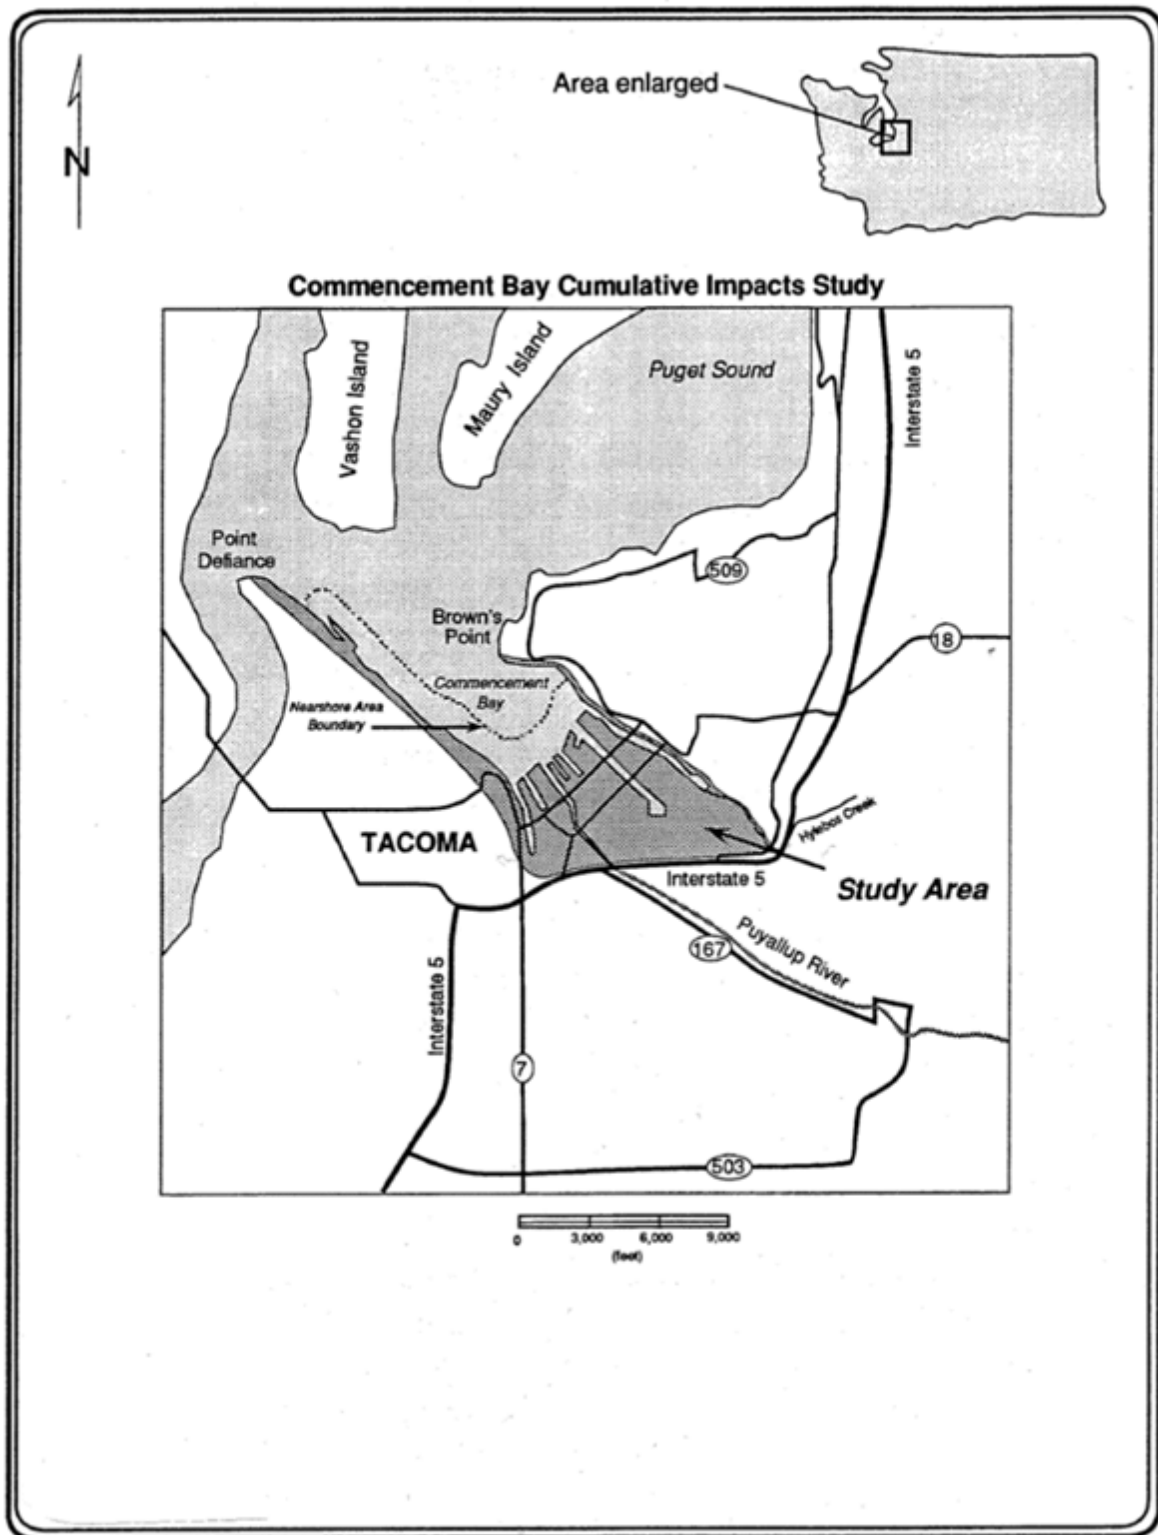 Area enlarged
N
Commencement Bay Cumulative Impacts Study
Vashon Island
Maury Island
Puget Sound
Interstate 5
Point
Defiance
509
Brown's
Point
18
Commencement
Bay
Nearshore Area
Boundary
Hylebos Creek
TACOMA
Interstate 5
Study Area
Puyallup River
167
Interstate 5
7
503
0 3,000 6,000 9,000
(feet)